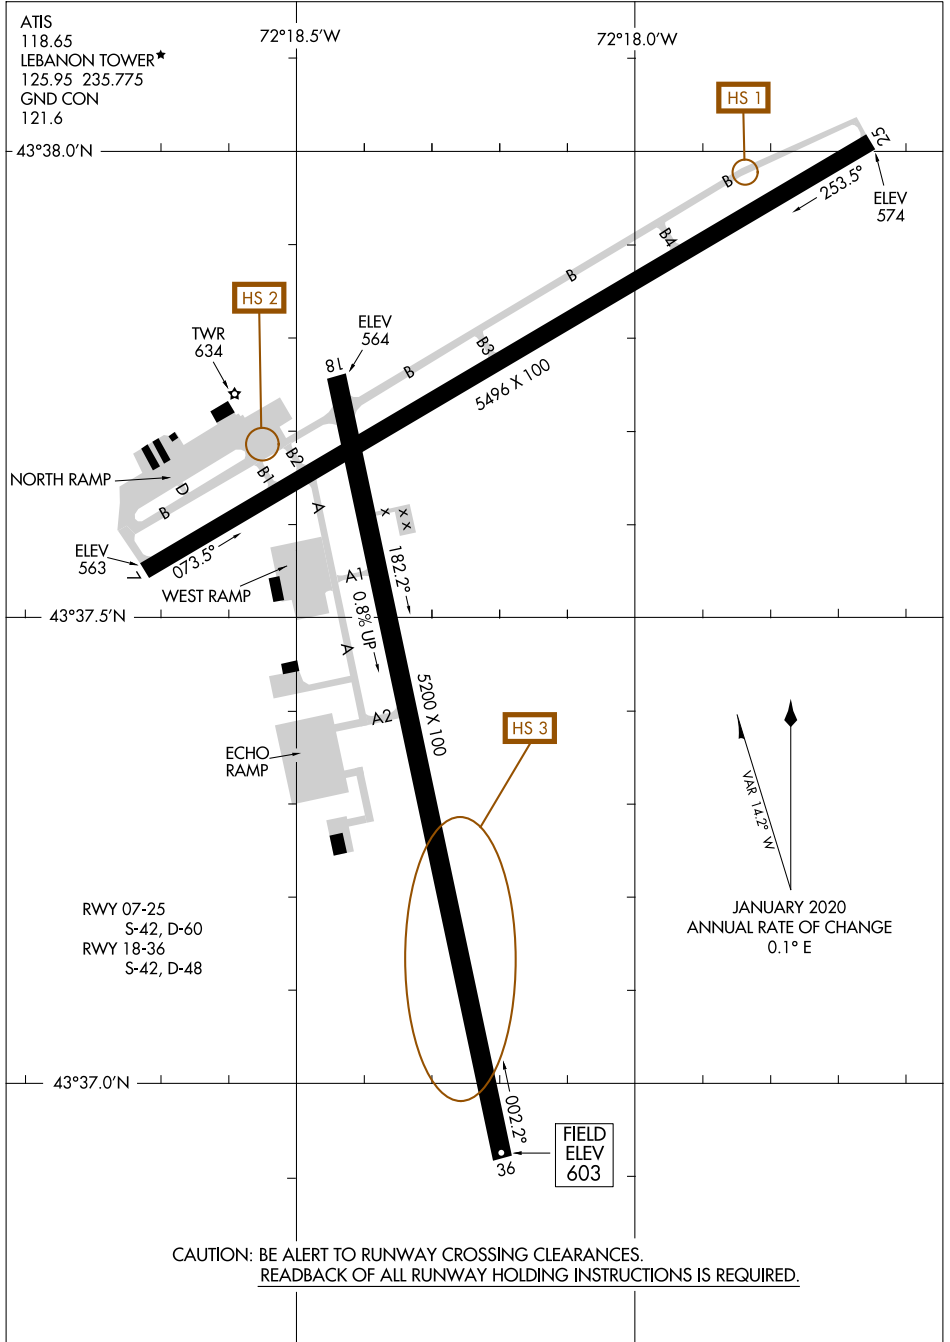 ATIS
118.65
LEBANON TOWER★
125.95 235.775
GND CON
121.6
72°18.5'W
72°18.0'W
HS 1
43°38.0'N
25
B
253.5°
ELEV
574
B4
B
HS 2
ELEV
564
TWR
634
18
B3
B
5496 X 100
B2
B1
NORTH RAMP
D
B
A
x
x x
ELEV
563
7
073.5°
182.2°
A1
WEST RAMP
0.8% UP
43°37.5'N
A
5200 X 100
A2
HS 3
ECHO
RAMP
VAR 14.2° W
JANUARY 2020
ANNUAL RATE OF CHANGE
0.1° E
RWY 07-25
S-42, D-60
RWY 18-36
S-42, D-48
43°37.0'N
002.2°
36
FIELD
ELEV
603
CAUTION: BE ALERT TO RUNWAY CROSSING CLEARANCES.
READBACK OF ALL RUNWAY HOLDING INSTRUCTIONS IS REQUIRED.